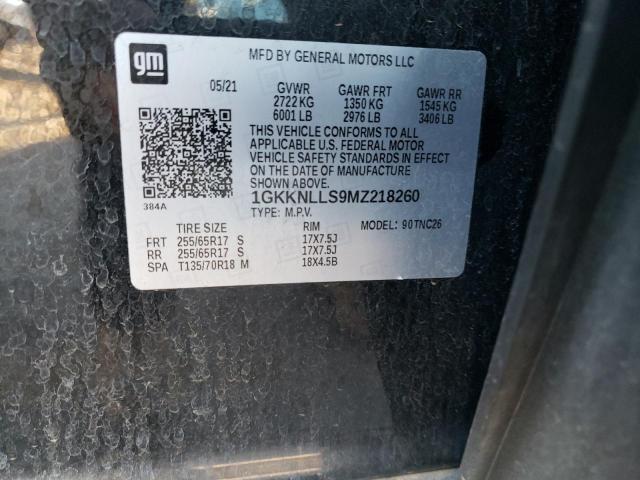 gm
MFD BY GENERAL MOTORS LLC
05/21 GVWR GAWR FRT GAWR RR
2722 KG 1350 KG 1545 KG
6001 LB 2976 LB 3406 LB
THIS VEHICLE CONFORMS TO ALL
APPLICABLE U.S. FEDERAL MOTOR
VEHICLE SAFETY STANDARDS IN EFFECT
ON THE DATE OF MANUFACTURE
SHOWN ABOVE.
384A
1GKKNLLS9MZ218260
TYPE: M.P.V. MODEL: 90TNC26
TIRE SIZE RIM
FRT 255/65R17 S 17X7.5J
RR 255/65R17 S 17X7.5J
SPA T135/70R18 M 18X4.5B